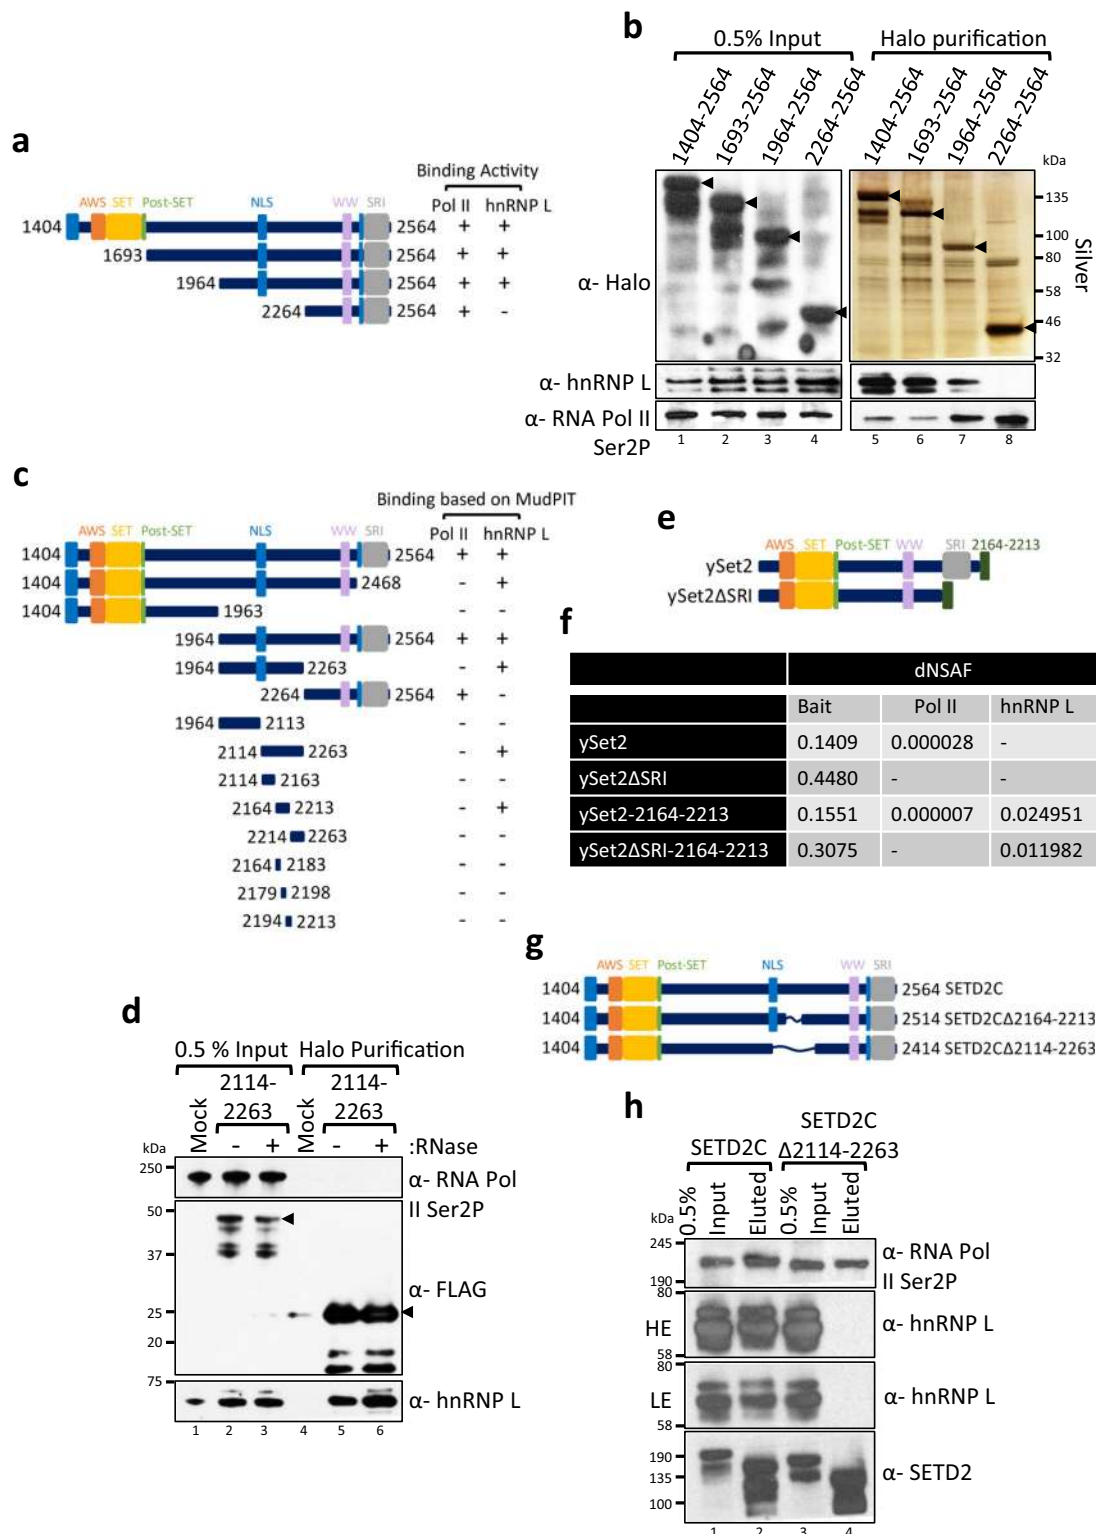 a
Binding Activity
Pol II hnRNP L
AWS SET Post-SET NLS WW SRI
1404 2564 + +
1693 2564 + +
1964 2564 + +
2264 2564 + -
b
0.5% Input Halo purification
1404-2564 1693-2564 1964-2564 2264-2564 1404-2564 1693-2564 1964-2564 2264-2564
kDa
135
100
80
58
46
32
Silver
α- Halo
α- hnRNP L
α- RNA Pol II
Ser2P
1 2 3 4 5 6 7 8
c
Binding based on MudPIT
Pol II hnRNP L
AWS SET Post-SET NLS WW SRI
1404 2564 + +
1404 2468 - +
1404 1963 - -
1964 2564 + +
1964 2263 - +
2264 2564 + -
1964 2113 - -
2114 2263 - +
2114 2163 - -
2164 2213 - +
2214 2263 - -
2164 2183 - -
2179 2198 - -
2194 2213 - -
d
0.5 % Input Halo Purification
Mock 2114-2263 Mock 2114-2263
kDa - + - + :RNase
250
α- RNA Pol
II Ser2P
50
37
25
20
α- FLAG
75
α- hnRNP L
1 2 3 4 5 6
e
AWS SET Post-SET WW SRI 2164-2213
ySet2
ySet2ΔSRI
f
dNSAF
Bait Pol II hnRNP L
ySet2 0.1409 0.000028 -
ySet2ΔSRI 0.4480 - -
ySet2-2164-2213 0.1551 0.000007 0.024951
ySet2ΔSRI-2164-2213 0.3075 - 0.011982
g
AWS SET Post-SET NLS WW SRI
1404 2564 SETD2C
1404 2514 SETD2CΔ2164-2213
1404 2414 SETD2CΔ2114-2263
h
SETD2C SETD2C
Δ2114-2263
0.5% Input Eluted 0.5% Input Eluted
kDa
245
190
α- RNA Pol
II Ser2P
80
HE α- hnRNP L
58
80
LE α- hnRNP L
58
190
135
100
α- SETD2
1 2 3 4